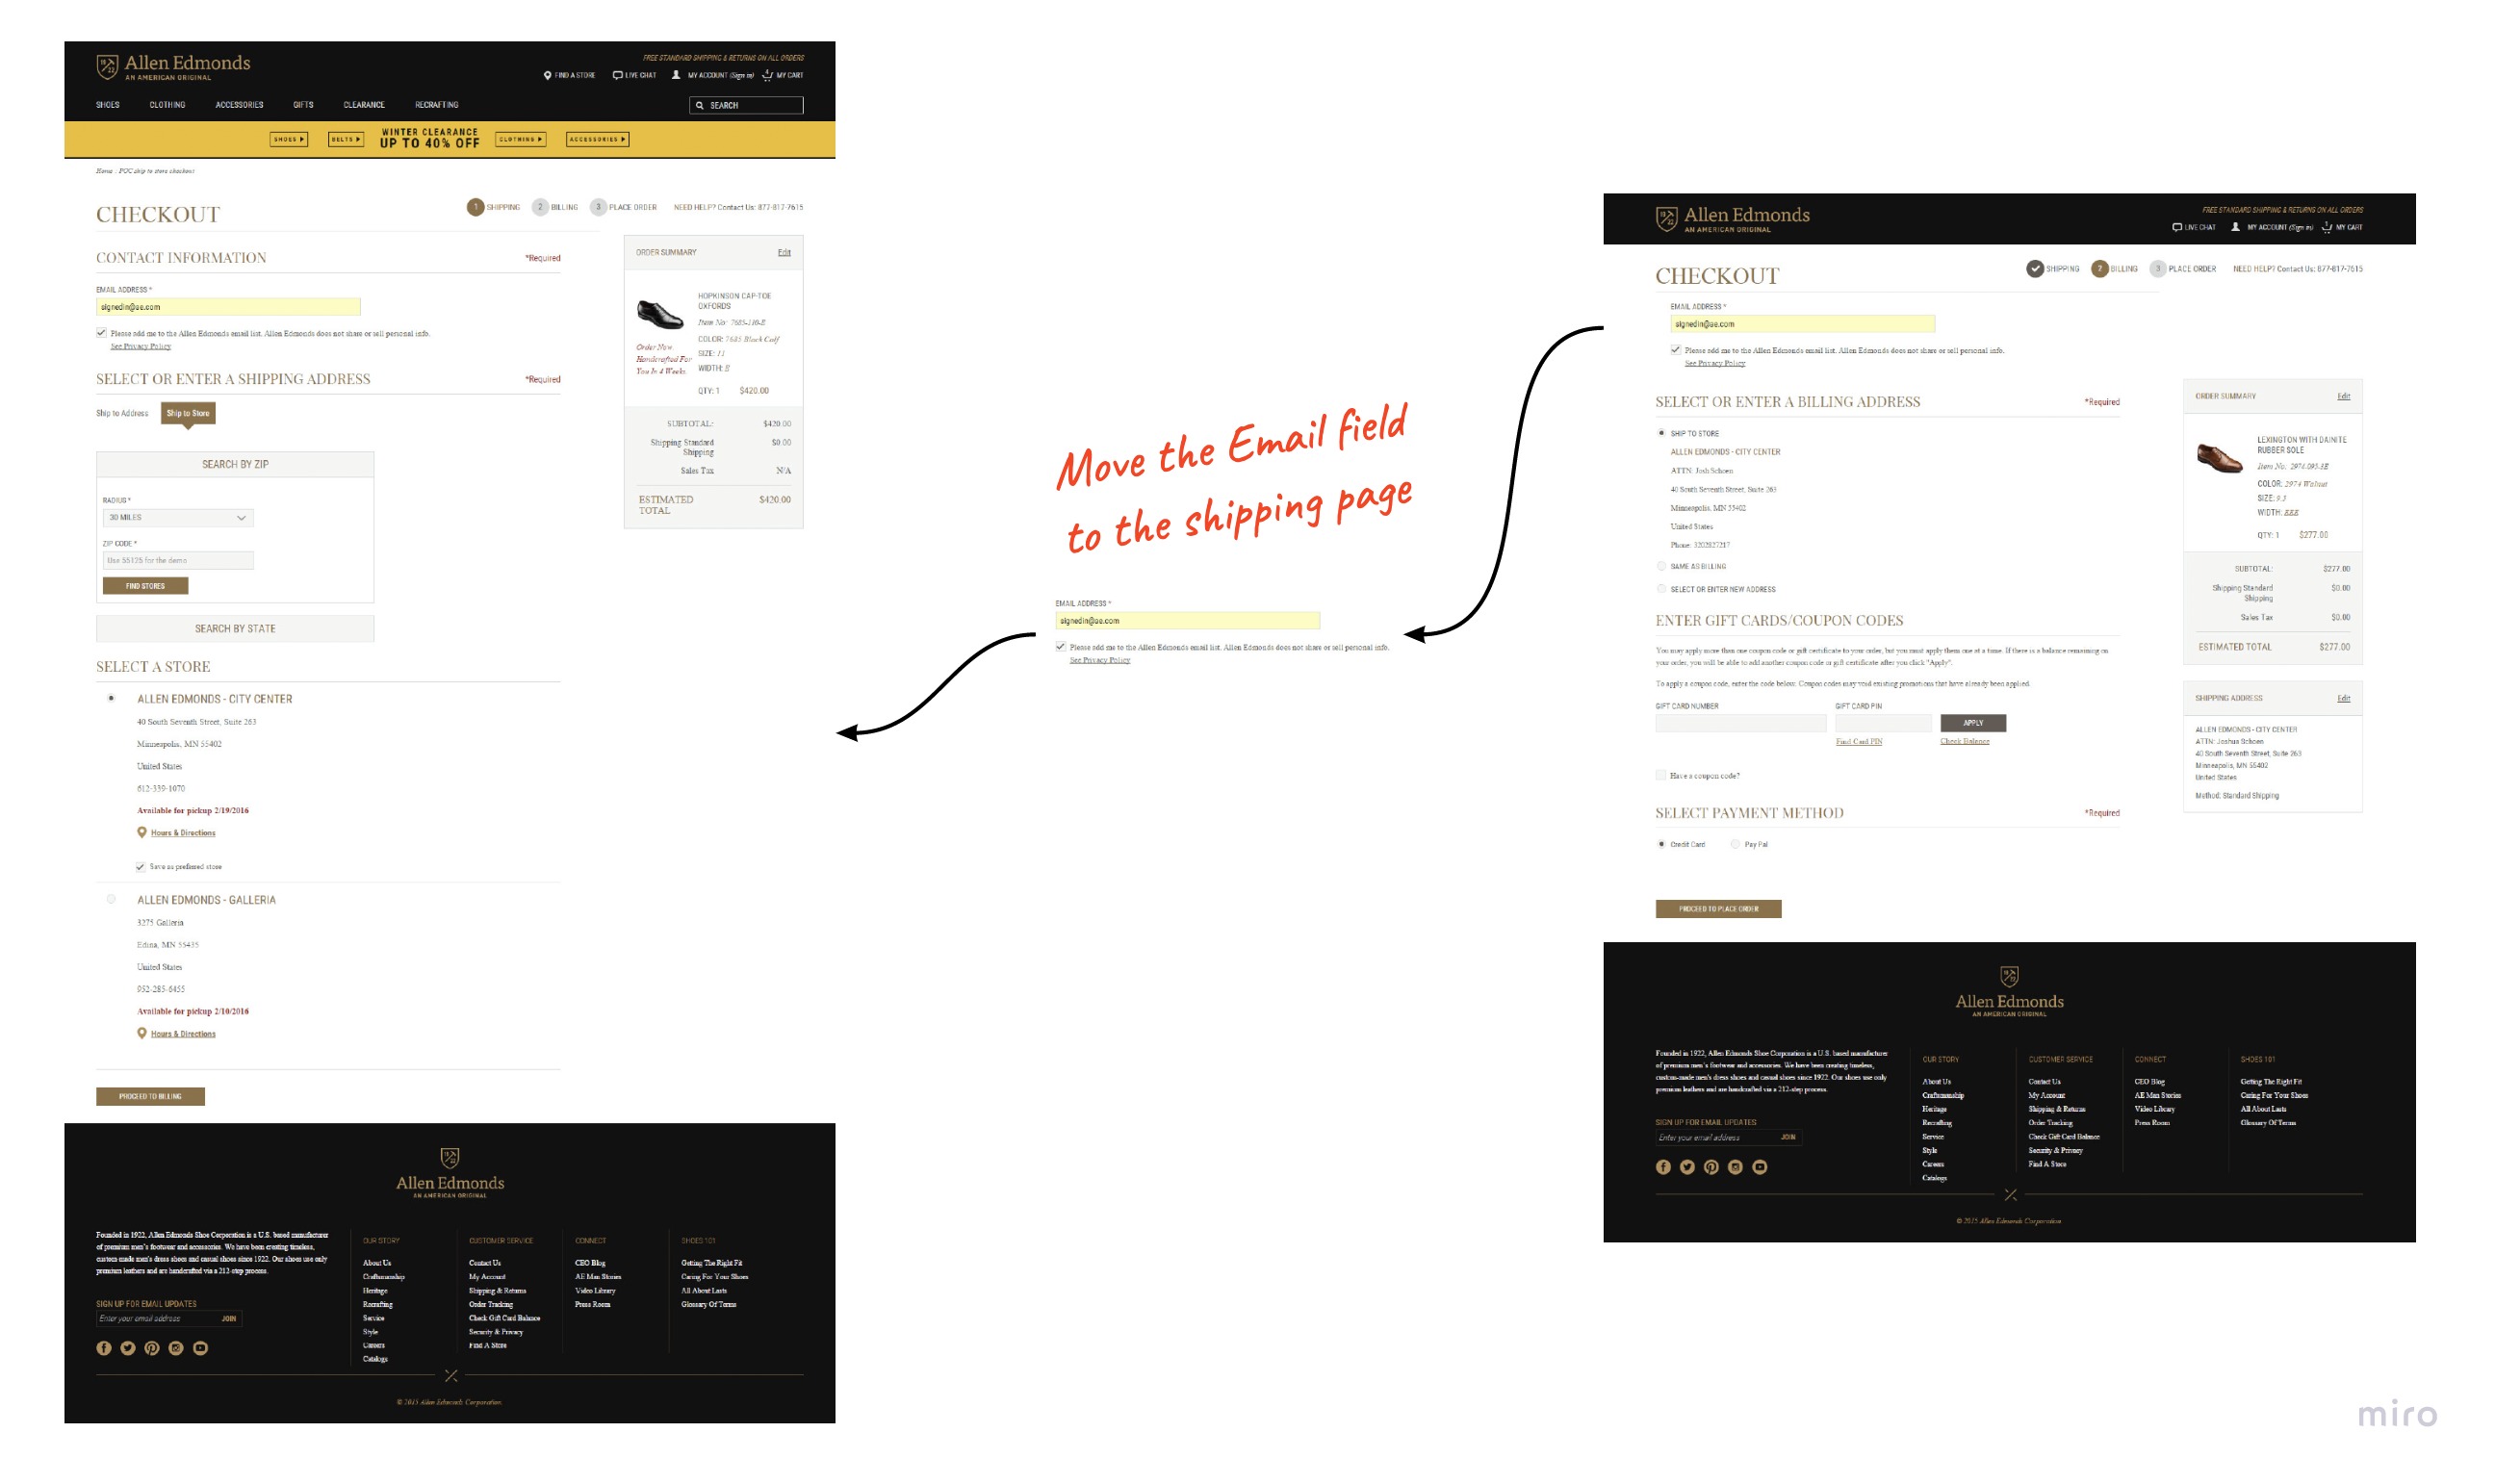 Allen Edmonds
AN AMERICAN ORIGINAL
FREE STANDARD SHIPPING & RETURNS ON ALL ORDERS
FIND A STORE LIVE CHAT MY ACCOUNT (Sign in) MY CART
SHOES CLOTHING ACCESSORIES GIFTS CLEARANCE RECRAFTING
SEARCH
SHOES BELTS WINTER CLEARANCE UP TO 40% OFF CLOTHING ACCESSORIES
Home : POC ship to store checkout
CHECKOUT
1 SHIPPING 2 BILLING 3 PLACE ORDER NEED HELP? Contact Us: 877-817-7615
CONTACT INFORMATION *Required
EMAIL ADDRESS *
signedin@ae.com
Please add me to the Allen Edmonds email list. Allen Edmonds does not share or sell personal info.
See Privacy Policy
SELECT OR ENTER A SHIPPING ADDRESS *Required
Ship to Address Ship to Store
SEARCH BY ZIP
RADIUS *
30 MILES
ZIP CODE *
Use 55125 for the demo
FIND STORES
SEARCH BY STATE
SELECT A STORE
ALLEN EDMONDS - CITY CENTER
40 South Seventh Street, Suite 263
Minneapolis, MN 55402
United States
612-339-1070
Available for pickup 2/19/2016
Hours & Directions
Save as preferred store
ALLEN EDMONDS - GALLERIA
3275 Galleria
Edina, MN 55435
United States
952-285-6455
Available for pickup 2/10/2016
Hours & Directions
PROCEED TO BILLING
ORDER SUMMARY Edit
HOPKINSON CAP-TOE
OXFORDS
Item No: 7685-110-E
COLOR: 7685 Black Calf
SIZE: 11
WIDTH: E
QTY: 1 $420.00
Order Now.
Handcrafted For
You In 4 Weeks.
SUBTOTAL: $420.00
Shipping Standard $0.00
Shipping
Sales Tax N/A
ESTIMATED $420.00
TOTAL
Allen Edmonds
AN AMERICAN ORIGINAL
Founded in 1922, Allen Edmonds Shoe Corporation is a U.S. based manufacturer
of premium men's footwear and accessories. We have been creating timeless,
custom-made men's dress shoes and casual shoes since 1922. Our shoes use only
premium leathers and are handcrafted via a 212-step process.
SIGN UP FOR EMAIL UPDATES
Enter your email address JOIN
OUR STORY
About Us
Craftsmanship
Heritage
Recrafting
Service
Style
Careers
Catalogs
CUSTOMER SERVICE
Contact Us
My Account
Shipping & Returns
Order Tracking
Check Gift Card Balance
Security & Privacy
Find A Store
CONNECT
CEO Blog
AE Man Stories
Video Library
Press Room
SHOES 101
Getting The Right Fit
Caring For Your Shoes
All About Lasts
Glossary Of Terms
© 2015 Allen Edmonds Corporation
Move the Email field
to the shipping page
EMAIL ADDRESS *
signedin@ae.com
Please add me to the Allen Edmonds email list. Allen Edmonds does not share or sell personal info.
See Privacy Policy
Allen Edmonds
AN AMERICAN ORIGINAL
FREE STANDARD SHIPPING & RETURNS ON ALL ORDERS
LIVE CHAT MY ACCOUNT (Sign in) MY CART
CHECKOUT
SHIPPING 2 BILLING 3 PLACE ORDER NEED HELP? Contact Us: 877-817-7615
EMAIL ADDRESS *
signedin@ae.com
Please add me to the Allen Edmonds email list. Allen Edmonds does not share or sell personal info.
See Privacy Policy
SELECT OR ENTER A BILLING ADDRESS *Required
SHIP TO STORE
ALLEN EDMONDS - CITY CENTER
ATTN: Josh Schoen
40 South Seventh Street, Suite 263
Minneapolis, MN 55402
United States
Phone: 3202927217
SAME AS BILLING
SELECT OR ENTER NEW ADDRESS
ENTER GIFT CARDS/COUPON CODES
You may apply more than one coupon code or gift certificate to your order, but you must apply them one at a time. If there is a balance remaining on
your order, you will be able to add another coupon code or gift certificate after you click "Apply".
To apply a coupon code, enter the code below. Coupon codes may void existing promotions that have already been applied.
GIFT CARD NUMBER GIFT CARD PIN APPLY
Find Card PIN Check Balance
Have a coupon code?
SELECT PAYMENT METHOD *Required
Credit Card Pay Pal
PROCEED TO PLACE ORDER
ORDER SUMMARY Edit
LEXINGTON WITH DAINITE
RUBBER SOLE
Item No: 2974-095-3E
COLOR: 2974 Walnut
SIZE: 9.5
WIDTH: EEE
QTY: 1 $277.00
SUBTOTAL: $277.00
Shipping Standard $0.00
Shipping
Sales Tax $0.00
ESTIMATED TOTAL $277.00
SHIPPING ADDRESS Edit
ALLEN EDMONDS - CITY CENTER
ATTN: Joshua Schoen
40 South Seventh Street, Suite 263
Minneapolis, MN 55402
United States
Method: Standard Shipping
Allen Edmonds
AN AMERICAN ORIGINAL
Founded in 1922, Allen Edmonds Shoe Corporation is a U.S. based manufacturer
of premium men's footwear and accessories. We have been creating timeless,
custom-made men's dress shoes and casual shoes since 1922. Our shoes use only
premium leathers and are handcrafted via a 212-step process.
SIGN UP FOR EMAIL UPDATES
Enter your email address JOIN
OUR STORY
About Us
Craftsmanship
Heritage
Recrafting
Service
Style
Careers
Catalogs
CUSTOMER SERVICE
Contact Us
My Account
Shipping & Returns
Order Tracking
Check Gift Card Balance
Security & Privacy
Find A Store
CONNECT
CEO Blog
AE Man Stories
Video Library
Press Room
SHOES 101
Getting The Right Fit
Caring For Your Shoes
All About Lasts
Glossary Of Terms
© 2015 Allen Edmonds Corporation
miro